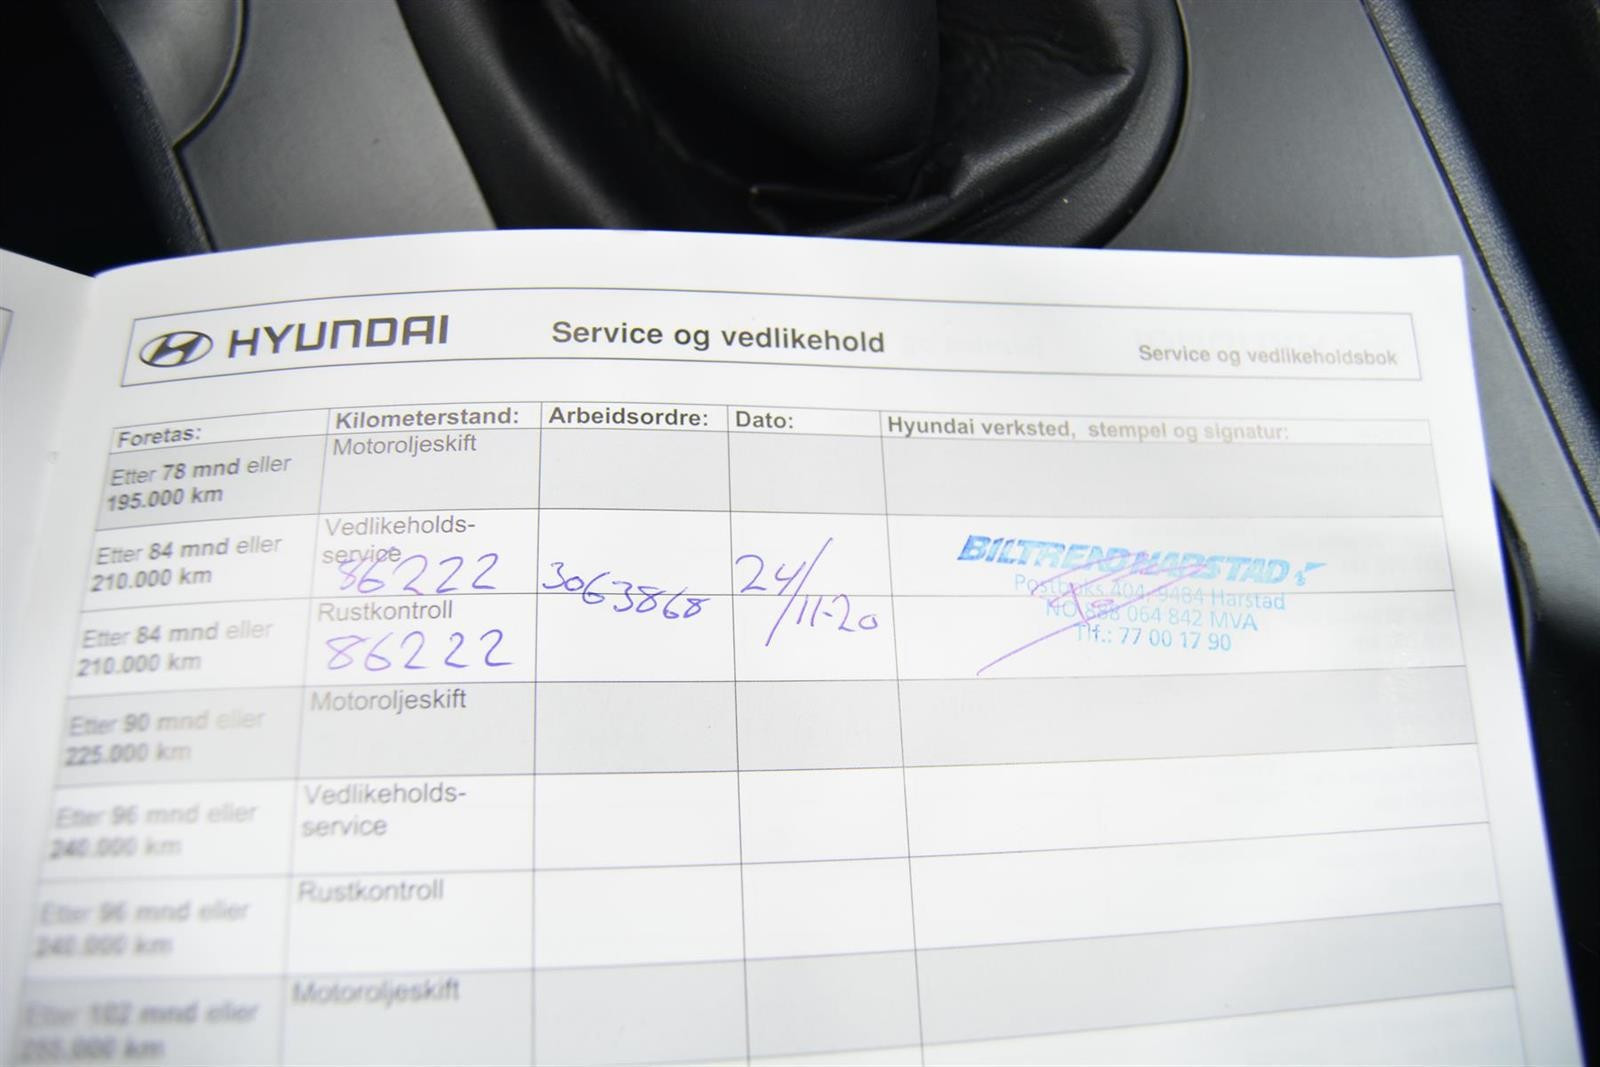 HYUNDAI Service og vedlikehold Service og vedlikeholdsbok
Foretas: Kilometerstand: Arbeidsordre: Dato: Hyundai verksted, stempel og signatur:
Etter 78 mnd eller
195.000 km
Motoroljeskift
Etter 84 mnd eller
210.000 km
Vedlikeholds-
service
86222 3063868 24/11-20
BILTREND HARSTAD
Postboks 404, 9484 Harstad
NO 888 064 842 MVA
Tlf.: 77 00 17 90
Etter 84 mnd eller
210.000 km
Rustkontroll
86222
Etter 90 mnd eller
225.000 km
Motoroljeskift
Etter 96 mnd eller
240.000 km
Vedlikeholds-
service
Etter 96 mnd eller
240.000 km
Rustkontroll
Etter 102 mnd eller
255.000 km
Motoroljeskift